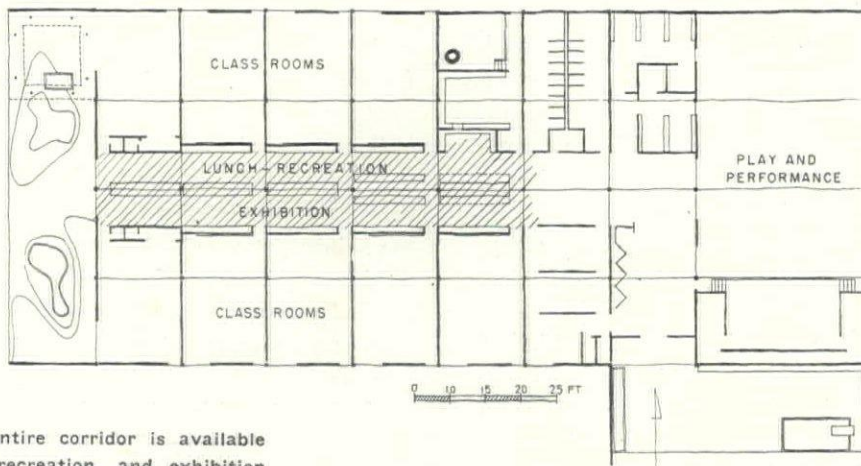 CLASS ROOMS
LUNCH-RECREATION
EXHIBITION
PLAY AND
PERFORMANCE
CLASS ROOMS
0 10 15 20 25 FT
ntire corridor is available
recreation, and exhibition